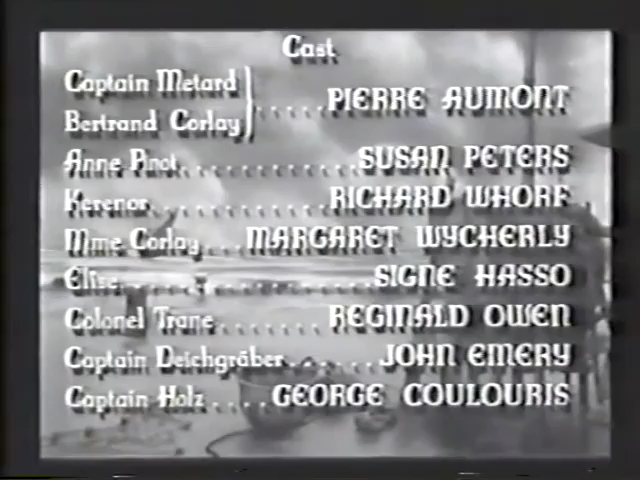 Cast
Captain Metard
Bertrand Corlay } ..... PIERRE AUMONT
Anne Pinot ............ SUSAN PETERS
Kerenor ............ RICHARD WHORF
Mme Corlay ... MARGARET WYCHERLY
Elise ................. SIGNE HASSO
Colonel Trane ....... REGINALD OWEN
Captain Deichgräber ..... JOHN EMERY
Captain Holz .... GEORGE COULOURIS